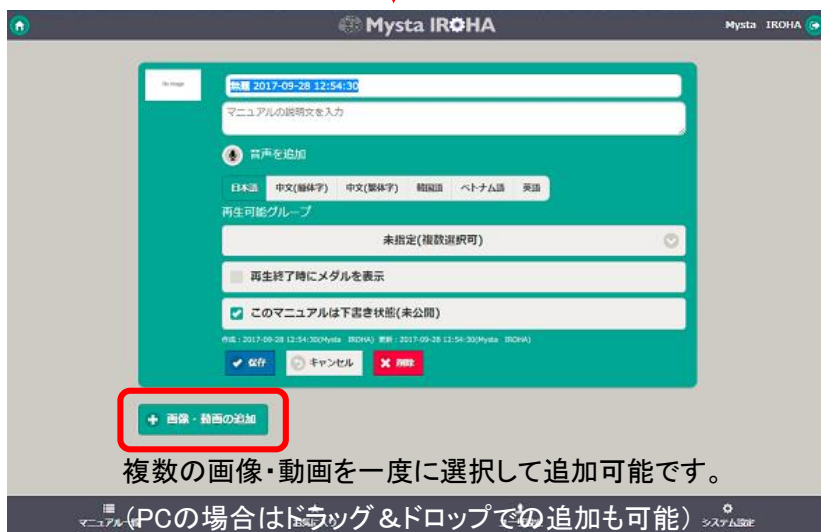 Mysta IROHA
Mysta IROHA
No Image
無題 2017-09-28 12:54:30
マニュアルの説明文を入力
音声を追加
日本語 中文(簡体字) 中文(繁体字) 韓国語 ベトナム語 英語
再生可能グループ
未指定(複数選択可)
再生終了時にメダルを表示
このマニュアルは下書き状態(未公開)
作成 : 2017-09-28 12:54:30(Mysta IROHA) 更新 : 2017-09-28 12:54:30(Mysta IROHA)
保存 キャンセル 削除
画像・動画の追加
複数の画像・動画を一度に選択して追加可能です。
(PCの場合はドラッグ&ドロップでの追加も可能)
システム設定